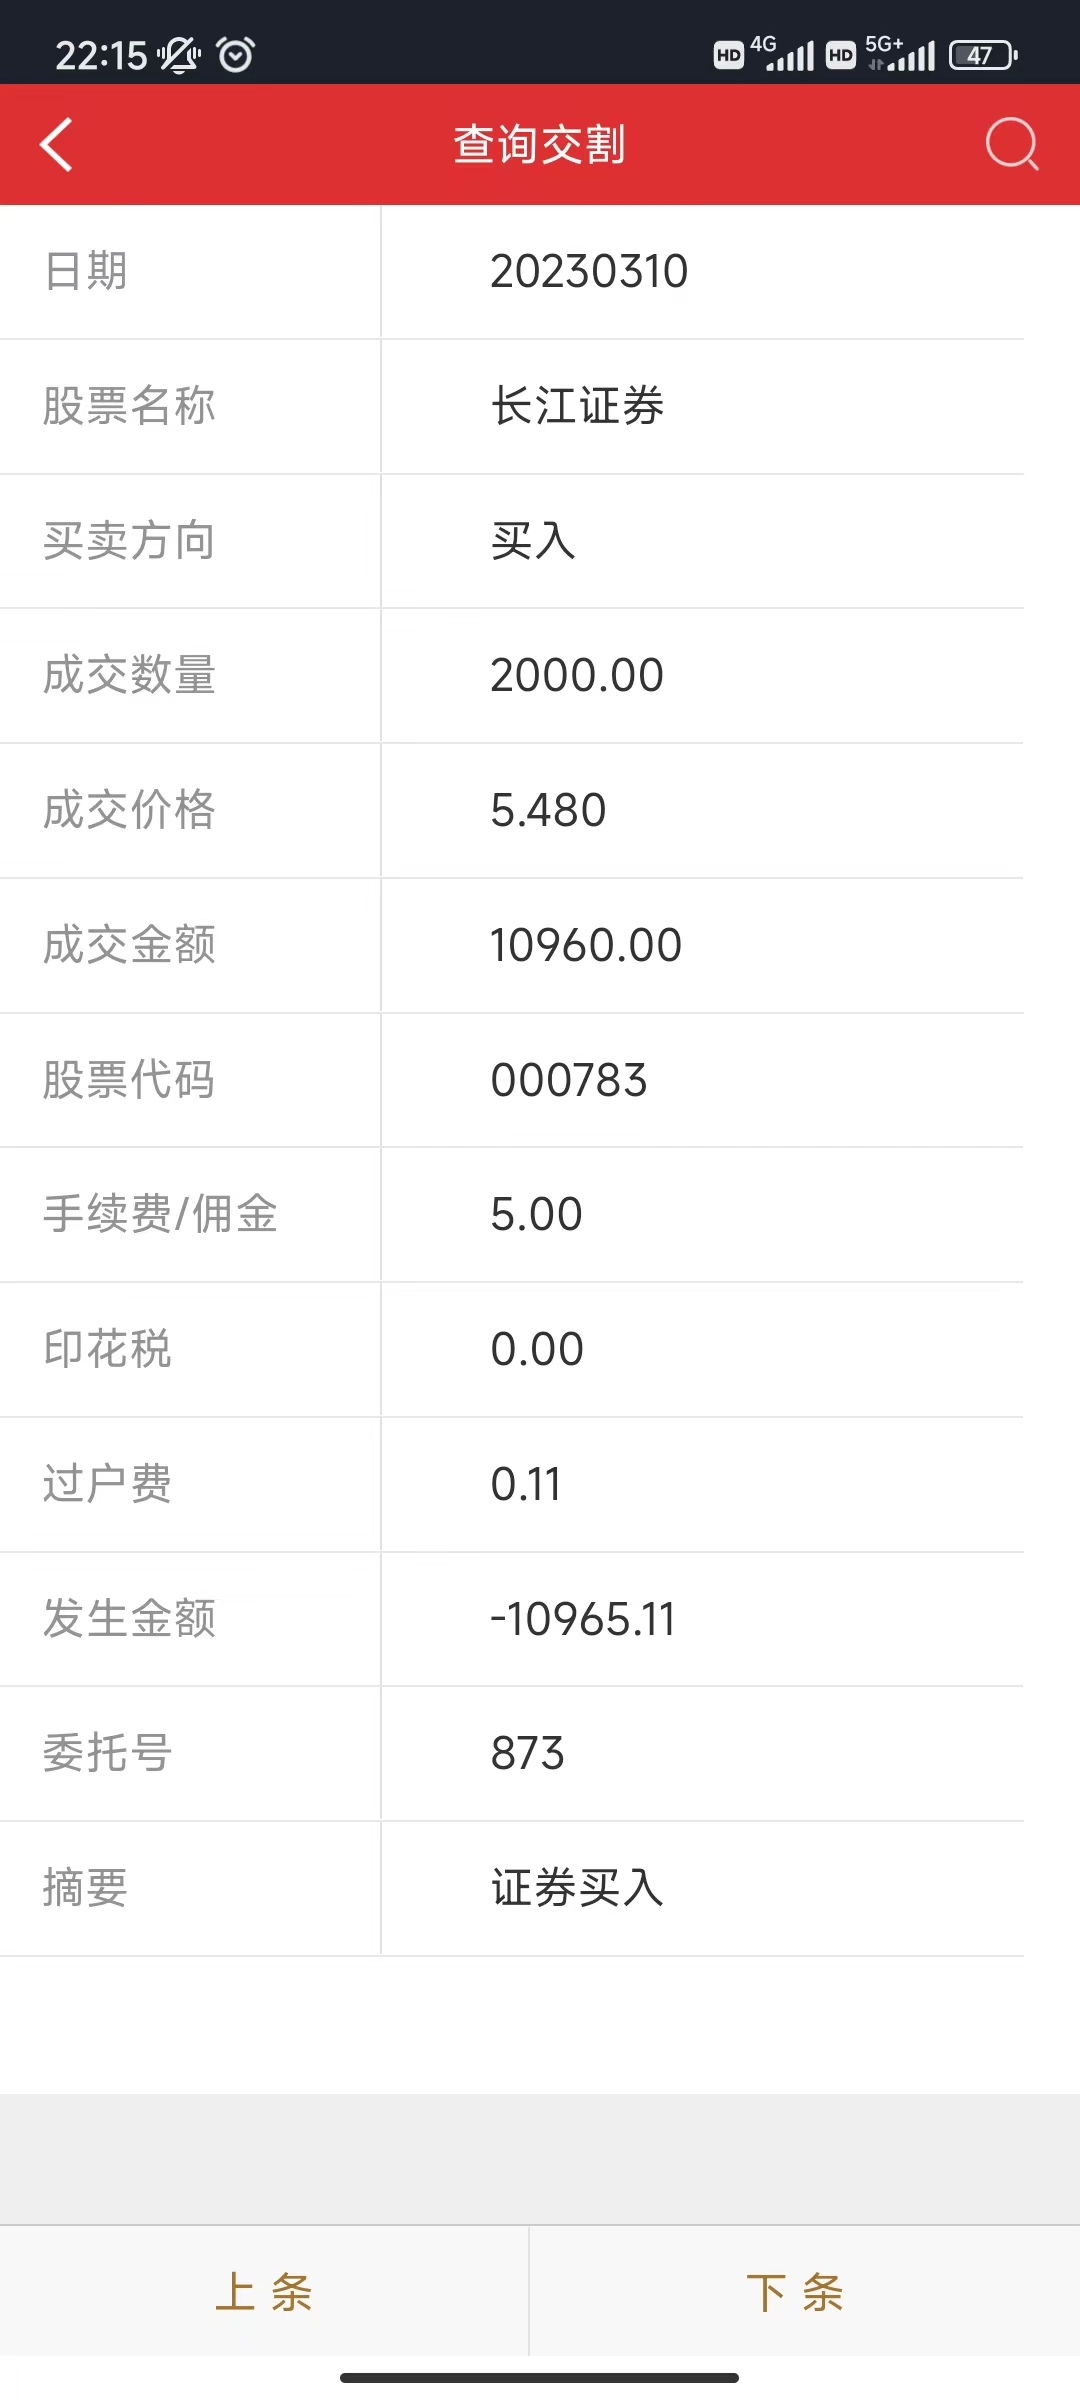 22:15 HD 4G HD 5G+ 47
查询交割
日期 20230310
股票名称 长江证券
买卖方向 买入
成交数量 2000.00
成交价格 5.480
成交金额 10960.00
股票代码 000783
手续费/佣金 5.00
印花税 0.00
过户费 0.11
发生金额 -10965.11
委托号 873
摘要 证券买入
上条 下条